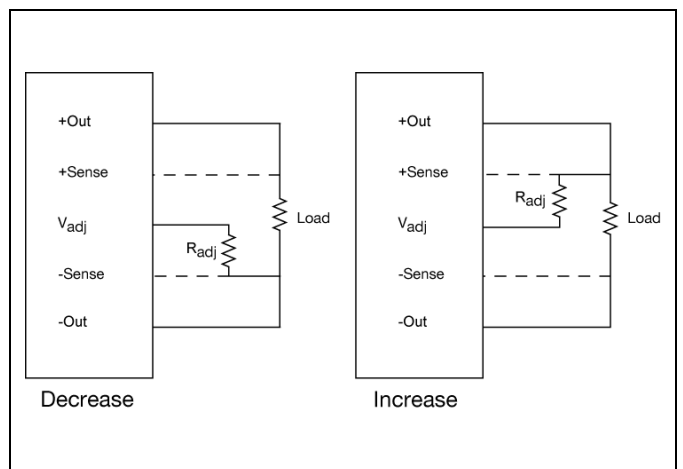 +Out
+Sense
Vadj
Radj
Load
-Sense
-Out
Decrease
+Out
+Sense
Radj
Vadj
Load
-Sense
-Out
Increase